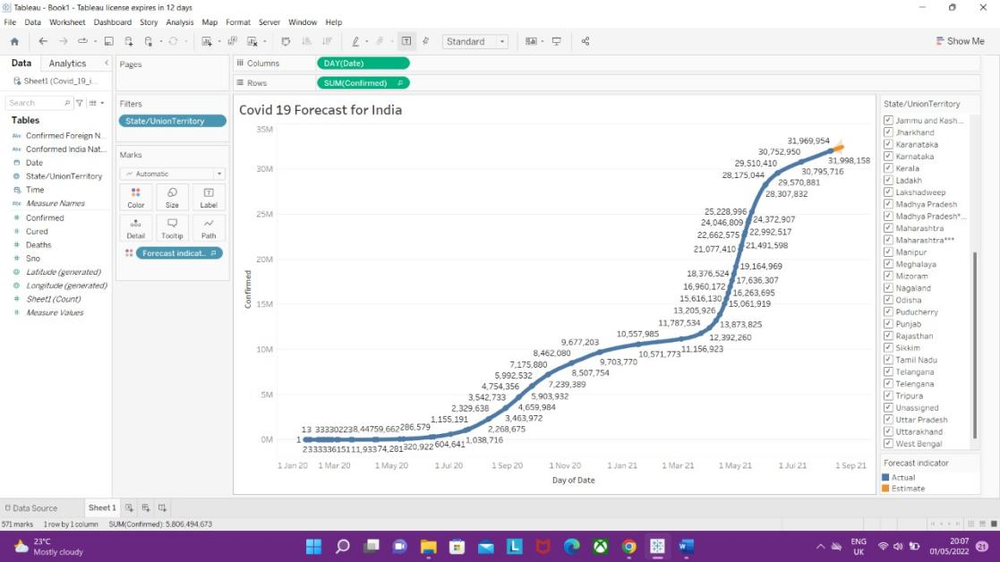 Tableau - Book1 - Tableau license expires in 12 days
File Data Worksheet Dashboard Story Analysis Map Format Server Window Help
Standard
Show Me
Data Analytics
Sheet1 (Covid_19_i...
Search
Tables
Abc Confirmed Foreign N...
Abc Conformed India Nat...
Date
State/UnionTerritory
Time
Abc Measure Names
# Confirmed
# Cured
# Deaths
# Sno
Latitude (generated)
Longitude (generated)
# Sheet1 (Count)
# Measure Values
Pages
Filters
State/UnionTerritory
Marks
Automatic
Color Size Label
Detail Tooltip Path
Forecast indicat..
Columns DAY(Date)
Rows SUM(Confirmed)
Covid 19 Forecast for India
35M
30M
25M
20M
15M
10M
5M
0M
Confirmed
31,969,954
30,752,950
31,998,158
29,510,410
30,795,716
28,175,044
29,570,881
28,307,832
25,228,996
24,046,809 24,372,907
22,662,575 22,992,517
21,077,410 21,491,598
19,164,969
18,376,524
17,636,307
16,960,172
16,263,695
15,616,130
15,061,919
13,205,926
11,787,534 13,873,825
12,392,260
10,557,985
11,156,923
10,571,773
9,677,203
9,703,770
8,462,080
8,507,754
7,175,880
7,239,389
5,992,532
5,903,932
4,754,356
4,659,984
3,542,733
3,463,972
2,329,638
2,268,675
1,155,191
1,038,716
286,579
320,922 604,641
1 Jan 20 1 Mar 20 1 May 20 1 Jul 20 1 Sep 20 1 Nov 20 1 Jan 21 1 Mar 21 1 May 21 1 Jul 21 1 Sep 21
Day of Date
State/UnionTerritory
Jammu and Kash...
Jharkhand
Karanataka
Karnataka
Kerala
Ladakh
Lakshadweep
Madhya Pradesh
Madhya Pradesh*...
Maharashtra
Maharashtra***
Manipur
Meghalaya
Mizoram
Nagaland
Odisha
Puducherry
Punjab
Rajasthan
Sikkim
Tamil Nadu
Telangana
Telengana
Tripura
Unassigned
Uttar Pradesh
Uttarakhand
West Bengal
Forecast indicator
Actual
Estimate
Data Source Sheet 1
571 marks 1 row by 1 column SUM(Confirmed): 5,806,494,673
23°C
Mostly cloudy
ENG
UK
20:07
01/05/2022
21